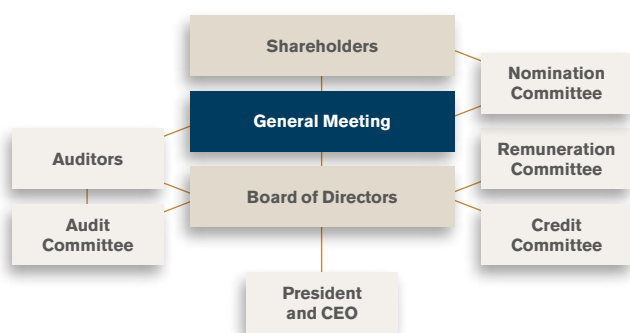 Shareholders
Nomination
Committee
General Meeting
Auditors
Remuneration
Committee
Board of Directors
Audit
Committee
Credit
Committee
President
and CEO